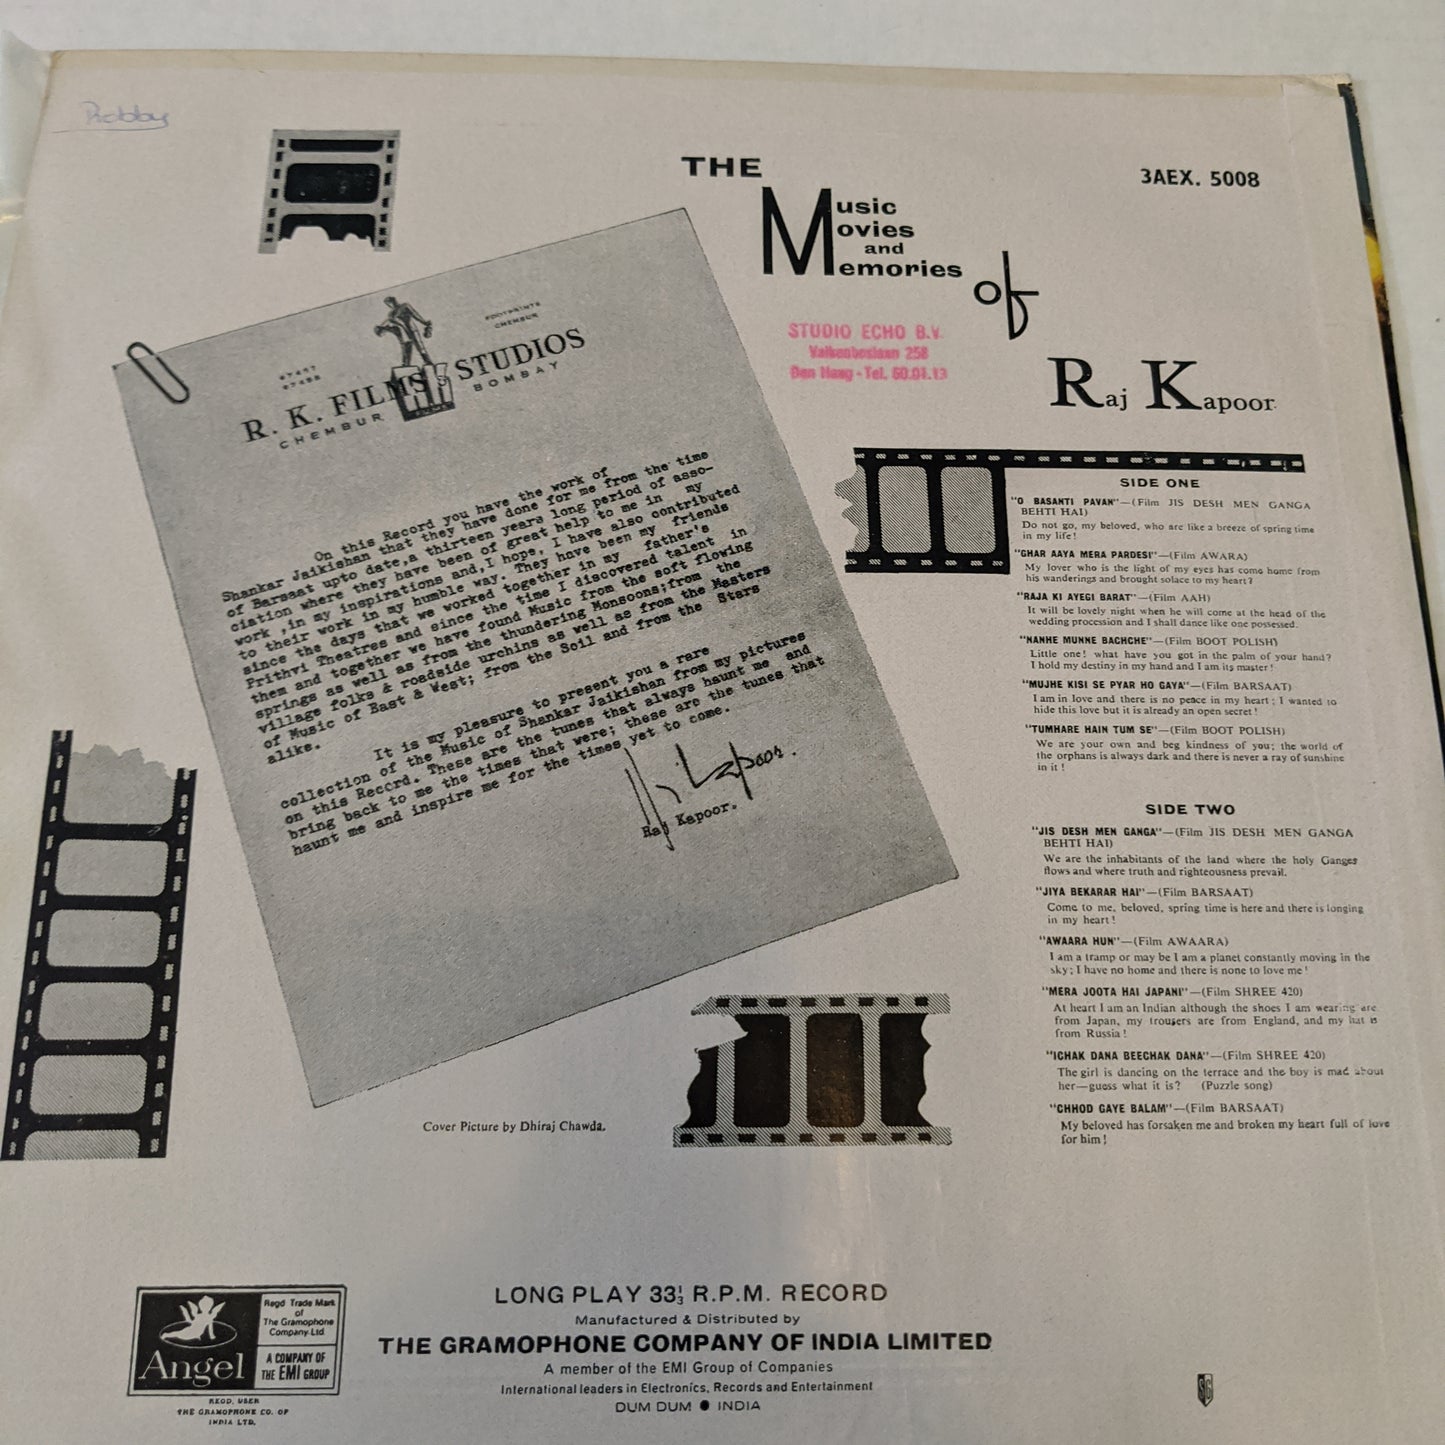 Robby
THE
Music
Movies
and
Memories
of
Raj Kapoor
3AEX. 5008
STUDIO ECHO B.V.
Valkenboslaan 258
Den Haag - Tel. 60.01.13
67457
67458
FOOTPRINTS
CHEMBUR
R. K. FILMS & STUDIOS
CHEMBUR BOMBAY
On this Record you have the work of
Shankar Jaikishan that they have done for me from the time
of Barsaat upto date,a thirteen years long period of asso-
ciation where they have been of great help to me in my
work ,in my inspirations and,I hope, I have also contributed
to their work in my humble way. They have been my friends
since the days that we worked together in my father's
Prithvi Theatres and since the time I discovered talent in
them and together we have found Music from the soft flowing
springs as well as from the thundering Monsoons;from the
village folks & roadside urchins as well as from the Masters
of Music of East & West; from the Soil and from the Stars
alike.
It is my pleasure to present you a rare
collection of the Music of Shankar Jaikishan from my pictures
on this Record. These are the tunes that always haunt me and
bring back to me the times that were; these are the tunes that
haunt me and inspire me for the times yet to come.
Raj Kapoor.
SIDE ONE
"O BASANTI PAVAN"—(Film JIS DESH MEN GANGA
BEHTI HAI)
Do not go, my beloved, who are like a breeze of spring time
in my life!
"GHAR AAYA MERA PARDESI"—(Film AWARA)
My lover who is the light of my eyes has come home from
his wanderings and brought solace to my heart?
"RAJA KI AYEGI BARAT"—(Film AAH)
It will be lovely night when he will come at the head of the
wedding procession and I shall dance like one possessed.
"NANHE MUNNE BACHCHE"—(Film BOOT POLISH)
Little one! what have you got in the palm of your hand?
I hold my destiny in my hand and I am its master!
"MUJHE KISI SE PYAR HO GAYA"—(Film BARSAAT)
I am in love and there is no peace in my heart; I wanted to
hide this love but it is already an open secret!
"TUMHARE HAIN TUM SE"—(Film BOOT POLISH)
We are your own and beg kindness of you; the world of
the orphans is always dark and there is never a ray of sunshine
in it!
SIDE TWO
"JIS DESH MEN GANGA"—(Film JIS DESH MEN GANGA
BEHTI HAI)
We are the inhabitants of the land where the holy Ganges
flows and where truth and righteousness prevail.
"JIYA BEKARAR HAI"—(Film BARSAAT)
Come to me, beloved, spring time is here and there is longing
in my heart!
"AWAARA HUN"—(Film AWAARA)
I am a tramp or may be I am a planet constantly moving in the
sky; I have no home and there is none to love me!
"MERA JOOTA HAI JAPANI"—(Film SHREE 420)
At heart I am an Indian although the shoes I am wearing are
from Japan, my trousers are from England, and my hat is
from Russia!
"ICHAK DANA BEECHAK DANA"—(Film SHREE 420)
The girl is dancing on the terrace and the boy is mad about
her—guess what it is? (Puzzle song)
"CHHOD GAYE BALAM"—(Film BARSAAT)
My beloved has forsaken me and broken my heart full of love
for him!
Cover Picture by Dhiraj Chawda.
Angel
Regd Trade Mark
of
The Gramophone
Company Ltd
A COMPANY OF
THE EMI GROUP
REGD. USER
THE GRAMOPHONE CO. OF
INDIA LTD.
LONG PLAY 33⅓ R.P.M. RECORD
Manufactured & Distributed by
THE GRAMOPHONE COMPANY OF INDIA LIMITED
A member of the EMI Group of Companies
International leaders in Electronics, Records and Entertainment
DUM DUM ● INDIA